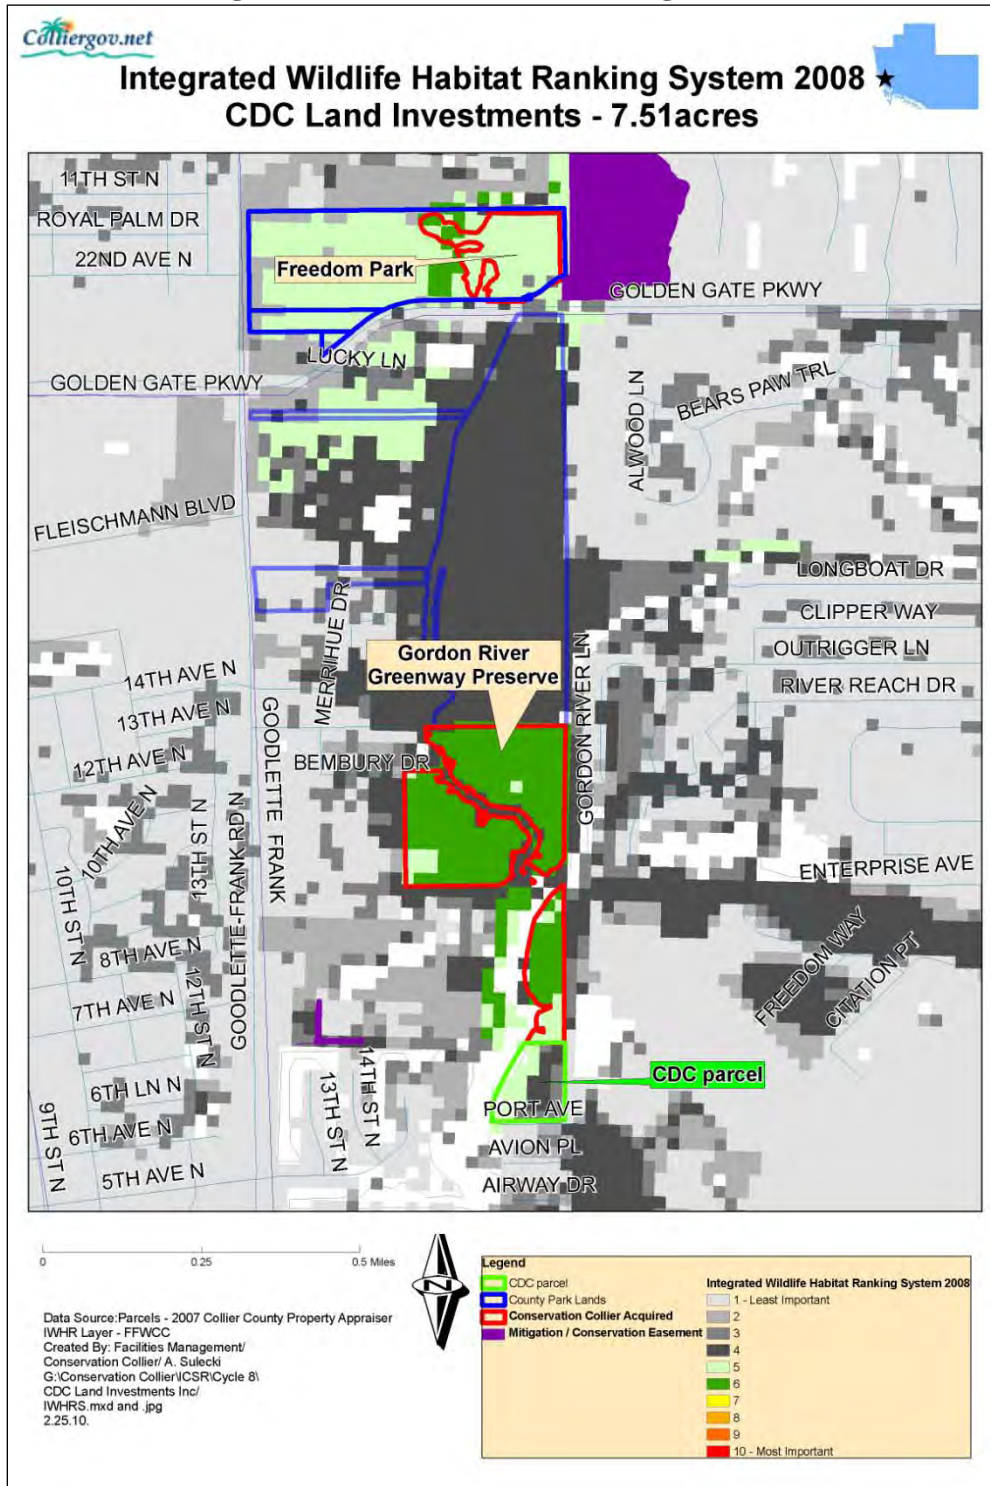 Colliergov.net
Integrated Wildlife Habitat Ranking System 2008
CDC Land Investments - 7.51acres
11TH ST N
ROYAL PALM DR
22ND AVE N
Freedom Park
GOLDEN GATE PKWY
LUCKY LN
GOLDEN GATE PKWY
BEARS PAW TRL
ALWOOD LN
FLEISCHMANN BLVD
LONGBOAT DR
CLIPPER WAY
MERRIHUE DR
OUTRIGGER LN
Gordon River
Greenway Preserve
RIVER REACH DR
14TH AVE N
13TH AVE N
12TH AVE N
GORDON RIVER LN
GOODLETTE FRANK
BEMBURY DR
10TH AVE N
13TH ST N
GOODLETTE-FRANK RD N
10TH ST N
ENTERPRISE AVE
8TH AVE N
12TH ST N
7TH AVE N
FREEDOM WAY
CITATION PT
6TH LN N
14TH ST N
13TH ST N
CDC parcel
PORT AVE
9TH ST N
6TH AVE N
5TH AVE N
AVION PL
AIRWAY DR
0 0.25 0.5 Miles
N
Data Source:Parcels - 2007 Collier County Property Appraiser
IWHR Layer - FFWCC
Created By: Facilities Management/
Conservation Collier/ A. Sulecki
G:\Conservation Collier\ICSR\Cycle 8\
CDC Land Investments Inc/
IWHRS.mxd and .jpg
2.25.10.
Legend
CDC parcel
County Park Lands
Conservation Collier Acquired
Mitigation / Conservation Easement
Integrated Wildlife Habitat Ranking System 2008
1 - Least Important
2
3
4
5
6
7
8
9
10 - Most Important